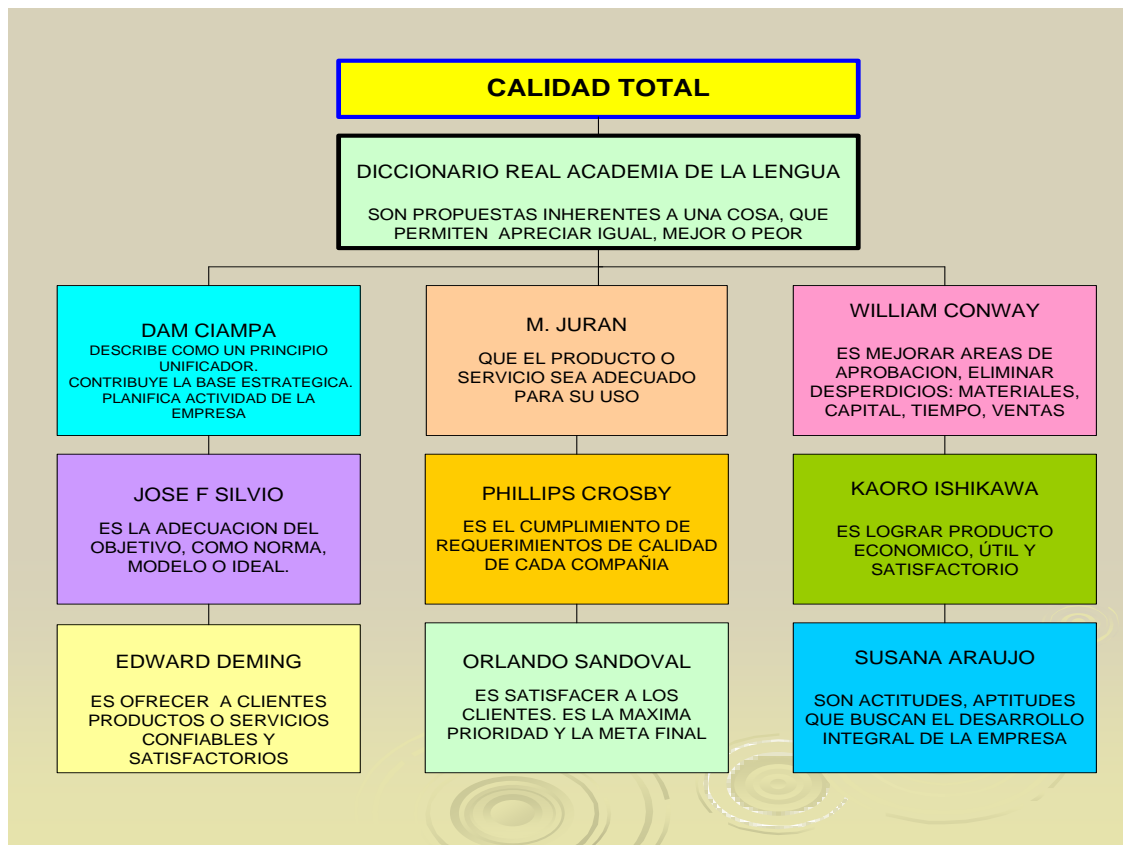 CALIDAD TOTAL
DICCIONARIO REAL ACADEMIA DE LA LENGUA
SON PROPUESTAS INHERENTES A UNA COSA, QUE
PERMITEN APRECIAR IGUAL, MEJOR O PEOR
DAM CIAMPA
DESCRIBE COMO UN PRINCIPIO
UNIFICADOR.
CONTRIBUYE LA BASE ESTRATEGICA.
PLANIFICA ACTIVIDAD DE LA
EMPRESA
M. JURAN
QUE EL PRODUCTO O
SERVICIO SEA ADECUADO
PARA SU USO
WILLIAM CONWAY
ES MEJORAR AREAS DE
APROBACION, ELIMINAR
DESPERDICIOS: MATERIALES,
CAPITAL, TIEMPO, VENTAS
JOSE F SILVIO
ES LA ADECUACION DEL
OBJETIVO, COMO NORMA,
MODELO O IDEAL.
PHILLIPS CROSBY
ES EL CUMPLIMIENTO DE
REQUERIMIENTOS DE CALIDAD
DE CADA COMPAÑIA
KAORO ISHIKAWA
ES LOGRAR PRODUCTO
ECONOMICO, ÚTIL Y
SATISFACTORIO
EDWARD DEMING
ES OFRECER A CLIENTES
PRODUCTOS O SERVICIOS
CONFIABLES Y
SATISFACTORIOS
ORLANDO SANDOVAL
ES SATISFACER A LOS
CLIENTES. ES LA MAXIMA
PRIORIDAD Y LA META FINAL
SUSANA ARAUJO
SON ACTITUDES, APTITUDES
QUE BUSCAN EL DESARROLLO
INTEGRAL DE LA EMPRESA